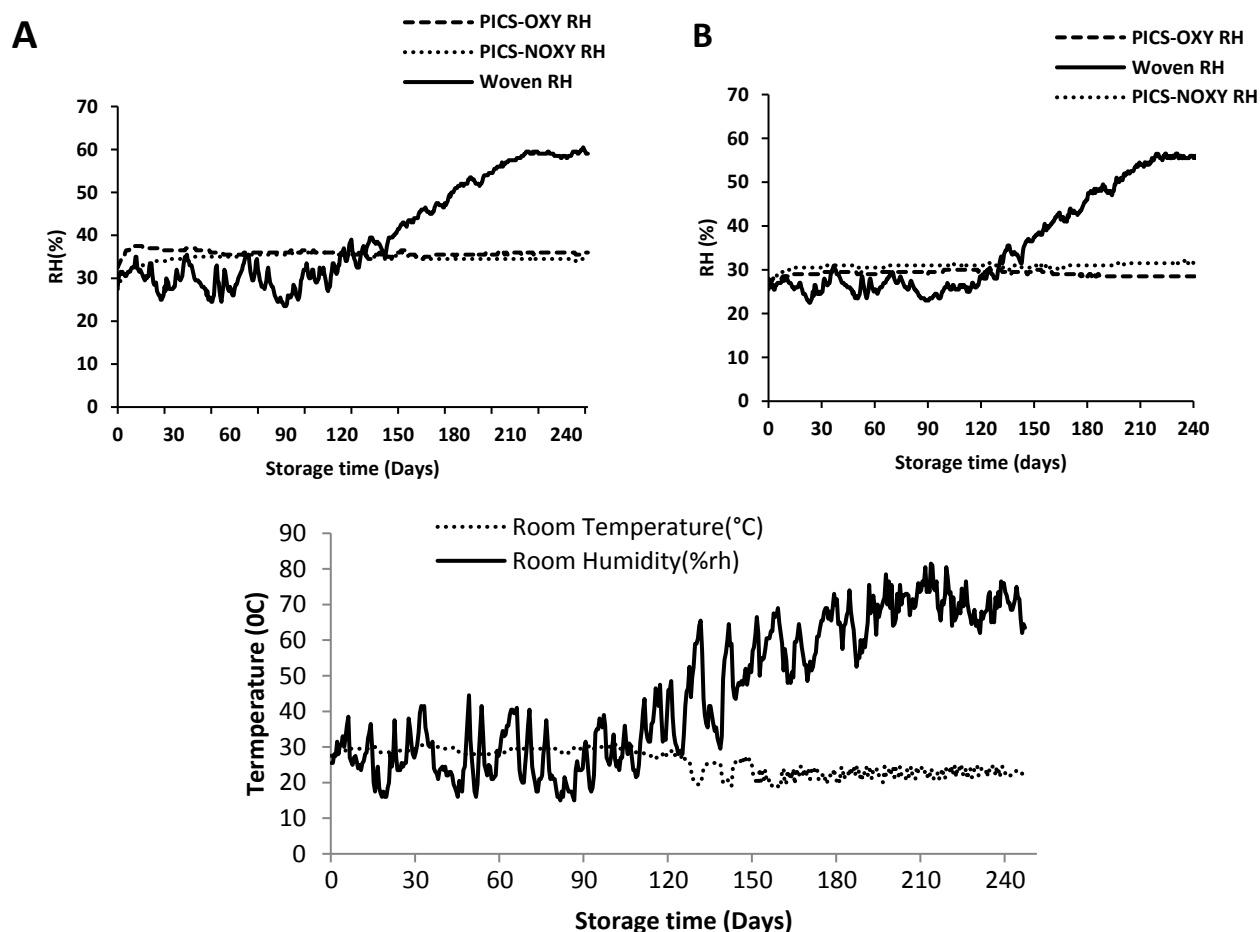 A
PICS-OXY RH
PICS-NOXY RH
Woven RH
70
60
50
40
30
20
10
0
RH(%)
0 30 60 90 120 150 180 210 240
Storage time (Days)
B
PICS-OXY RH
Woven RH
PICS-NOXY RH
70
60
50
40
30
20
10
0
RH (%)
0 30 60 90 120 150 180 210 240
Storage time (days)
Room Temperature(°C)
Room Humidity(%rh)
90
80
70
60
50
40
30
20
10
0
Termperature (0C)
0 30 60 90 120 150 180 210 240
Storage time (Days)